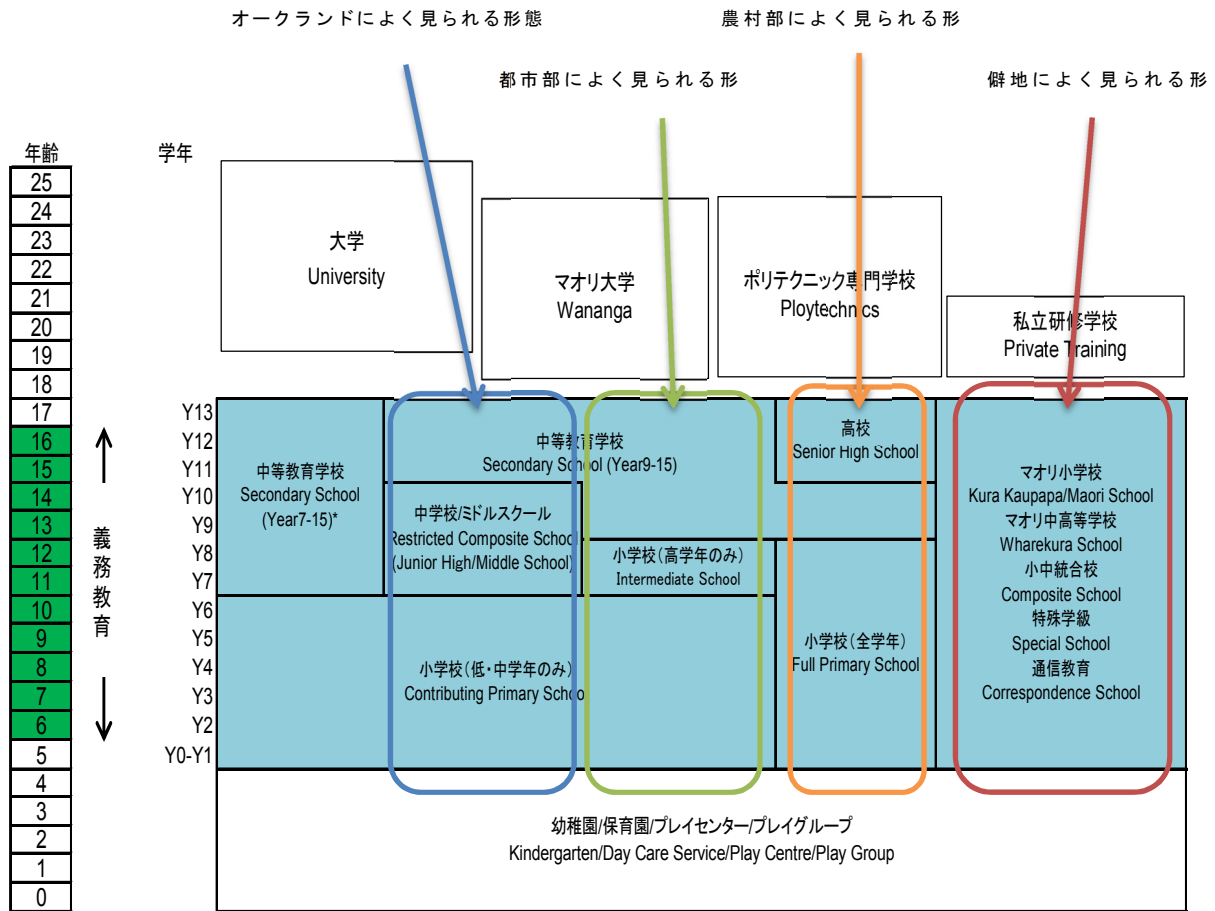 オークランドによく見られる形態
農村部によく見られる形
都市部によく見られる形
僻地によく見られる形
年齢
学年
25
24
23
22
21
20
19
18
17
16
15
14
13
12
11
10
9
8
7
6
5
4
3
2
1
0
義務教育
Y13
Y12
Y11
Y10
Y9
Y8
Y7
Y6
Y5
Y4
Y3
Y2
Y0-Y1
大学
University
マオリ大学
Wananga
ポリテクニック専門学校
Ploytechnics
私立研修学校
Private Training
中等教育学校
Secondary School
(Year7-15)*
中等教育学校
Secondary School (Year9-15)
高校
Senior High School
中学校/ミドルスクール
Restricted Composite School
(Junior High/Middle School)
小学校(高学年のみ)
Intermediate School
小学校(低・中学年のみ)
Contributing Primary School
小学校(全学年)
Full Primary School
マオリ小学校
Kura Kaupapa/Maori School
マオリ中高等学校
Wharekura School
小中統合校
Composite School
特殊学級
Special School
通信教育
Correspondence School
幼稚園/保育園/プレイセンター/プレイグループ
Kindergarten/Day Care Service/Play Centre/Play Group